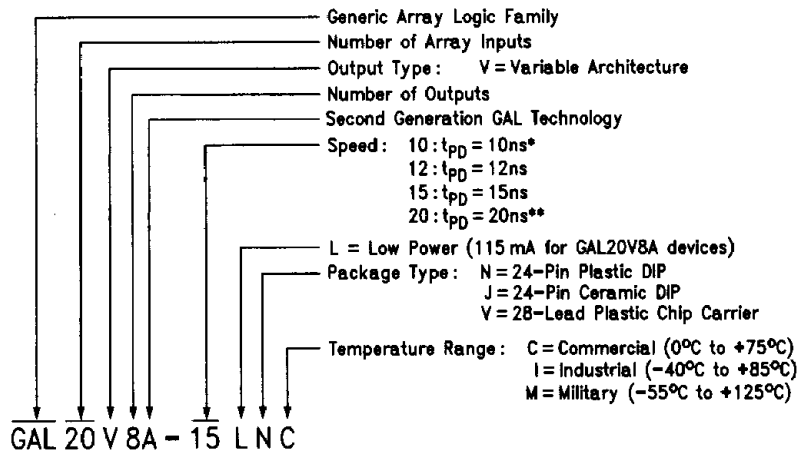 Generic Array Logic Family
Number of Array Inputs
Output Type: V=Variable Architecture
Number of Outputs
Second Generation GAL Technology
Speed: 10:tPD=10ns*
12:tPD=12ns
15:tPD=15ns
20:tPD=20ns**
L = Low Power (115 mA for GAL20V8A devices)
Package Type: N=24-Pin Plastic DIP
J=24-Pin Ceramic DIP
V=28-Lead Plastic Chip Carrier
Temperature Range: C=Commercial (0°C to +75°C)
I=Industrial (-40°C to +85°C)
M=Military (-55°C to +125°C)
GAL 20 V 8A - 15 L N C